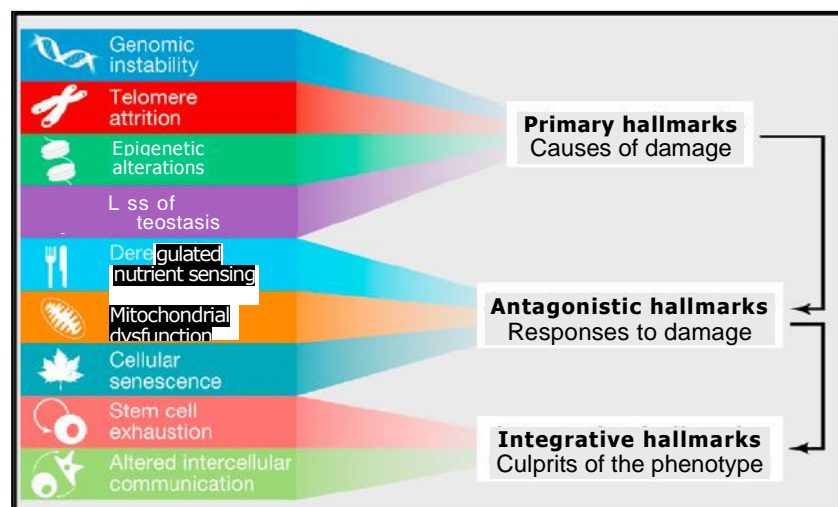 Genomic
instability
Telomere
attrition
Epigenetic
alterations
L ss of
teostasis
Deregulated
nutrient sensing
Mitochondrial
dysfunction
Cellular
senescence
Stem cell
exhaustion
Altered intercellular
communication
Primary hallmarks
Causes of damage
Antagonistic hallmarks
Responses to damage
Integrative hallmarks
Culprits of the phenotype